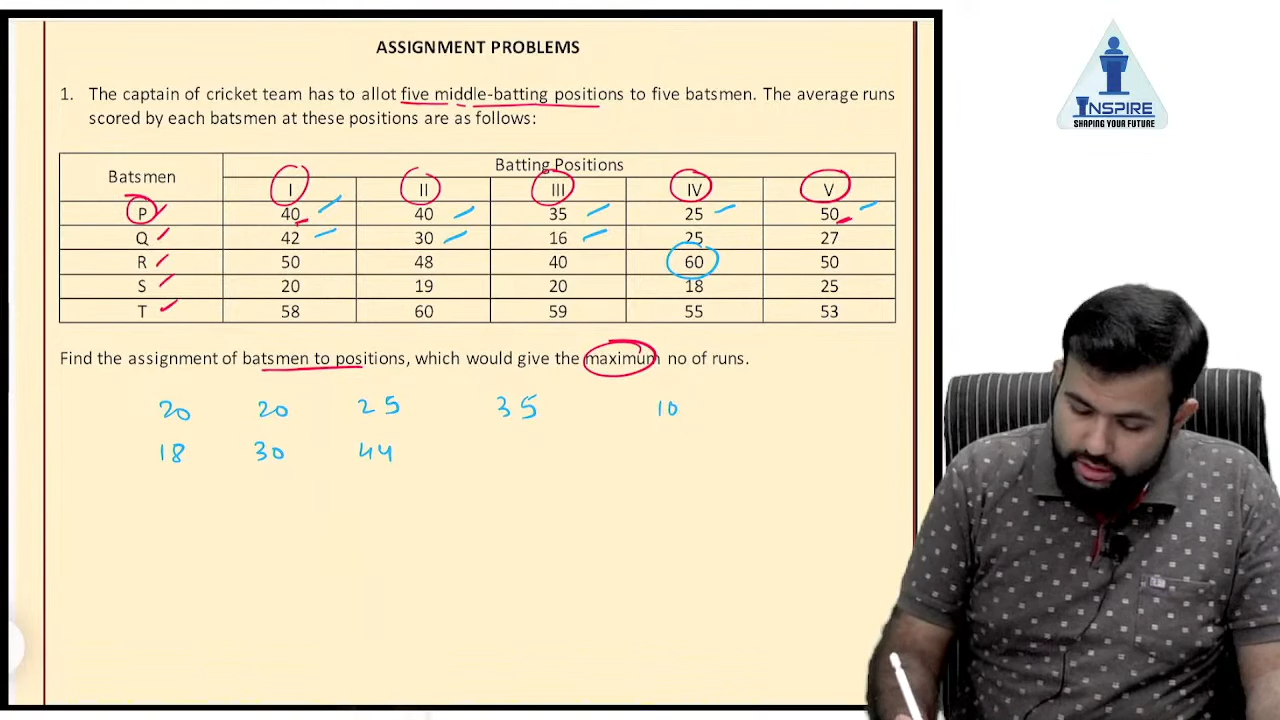 ASSIGNMENT PROBLEMS
1. The captain of cricket team has to allot five middle-batting positions to five batsmen. The average runs
scored by each batsmen at these positions are as follows:
Batsmen Batting Positions
I II III IV V
P 40 40 35 25 50
Q 42 30 16 25 27
R 50 48 40 60 50
S 20 19 20 18 25
T 58 60 59 55 53
Find the assignment of batsmen to positions, which would give the maximum no of runs.
20 20 25 35 10
18 30 44
INSPIRE
SHAPING YOUR FUTURE